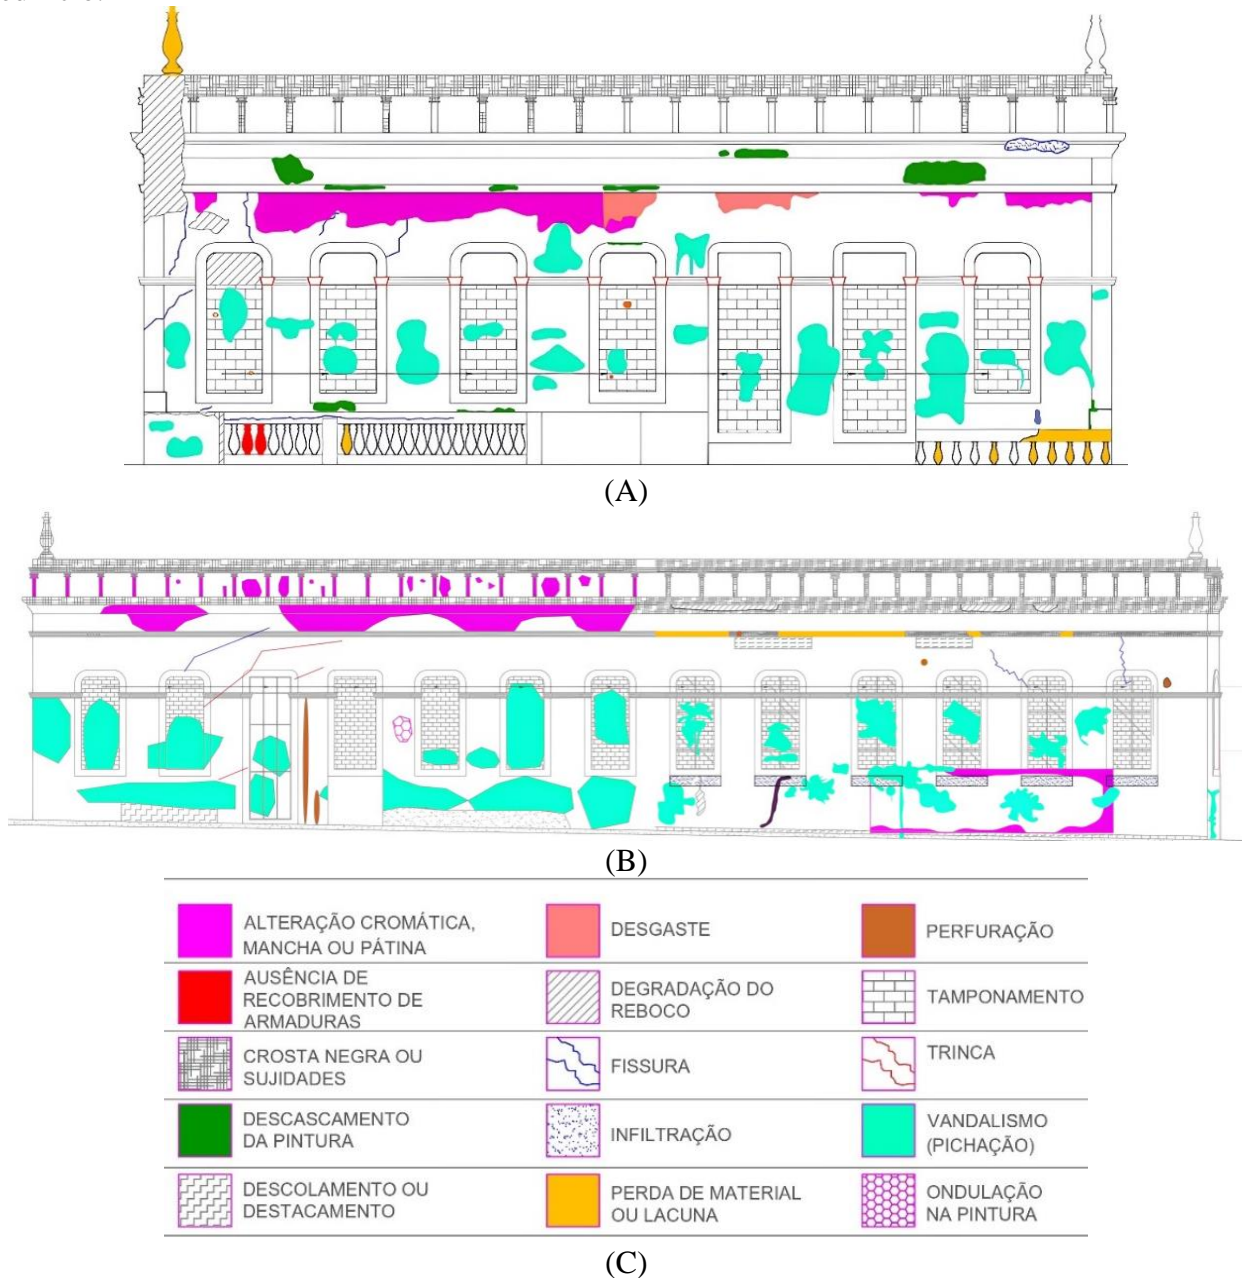 (A)
(B)
ALTERAÇÃO CROMÁTICA,
MANCHA OU PÁTINA
DESGASTE
PERFURAÇÃO
AUSÊNCIA DE
RECOBRIMENTO DE
ARMADURAS
DEGRADAÇÃO DO
REBOCO
TAMPONAMENTO
CROSTA NEGRA OU
SUJIDADES
FISSURA
TRINCA
DESCASCAMENTO
DA PINTURA
INFILTRAÇÃO
VANDALISMO
(PICHAÇÃO)
DESCOLAMENTO OU
DESTACAMENTO
PERDA DE MATERIAL
OU LACUNA
ONDULAÇÃO
NA PINTURA
(C)